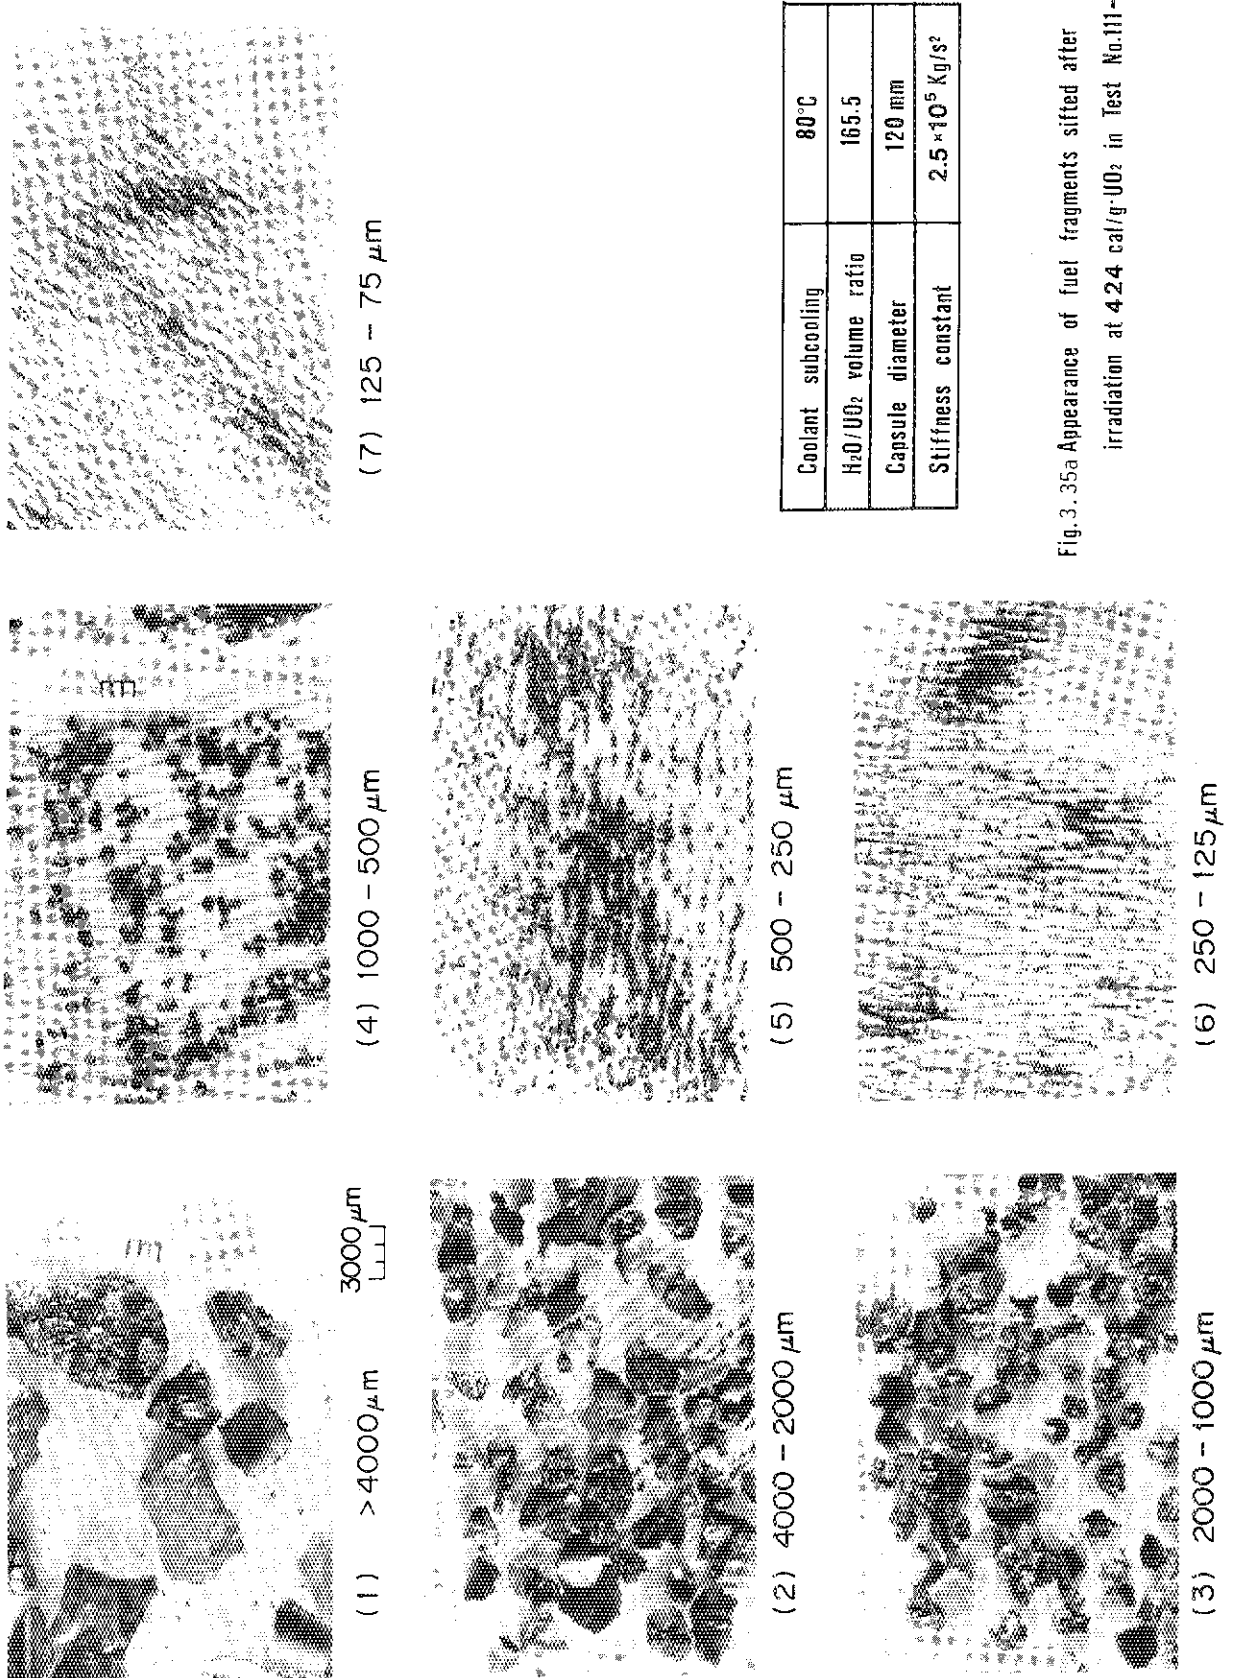 (1) >4000μm
3000μm
(4) 1000-500μm
(7) 125-75μm
(2) 4000-2000μm
(5) 500-250μm
(3) 2000-1000μm
(6) 250-125μm
Coolant subcooling 80°C
H₂O/UO₂ volume ratio 165.5
Capsule diameter 120 mm
Stiffness constant 2.5×10⁵ Kg/s²
Fig.3.35a Appearance of fuel fragments sifted after
irradiation at 424 cal/g·UO₂ in Test No.111-